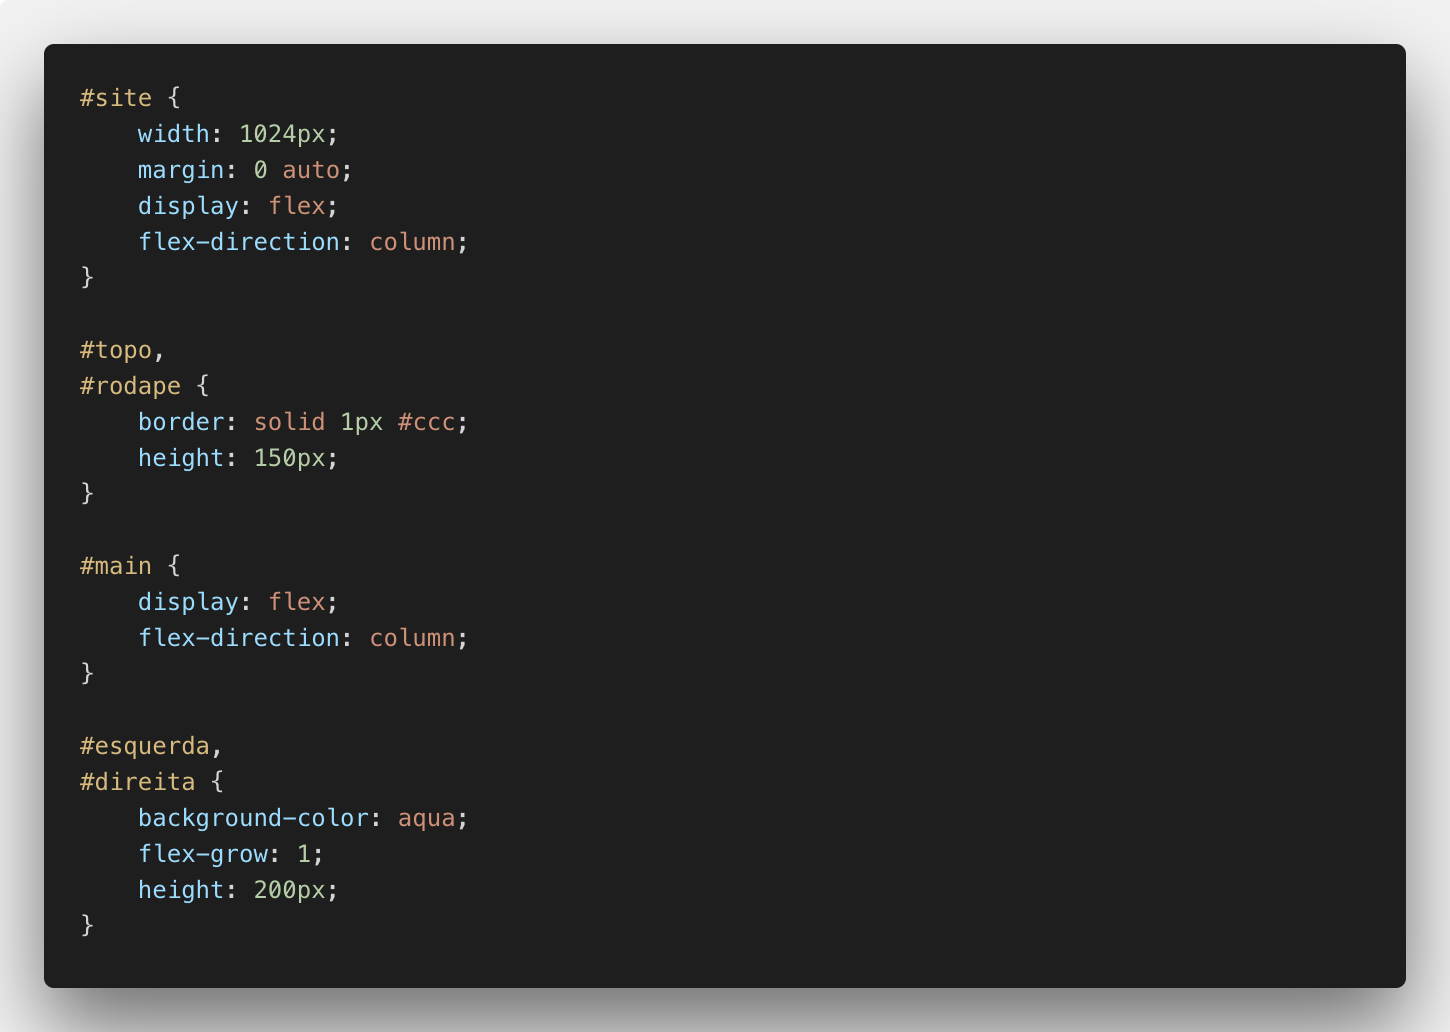 #site {
    width: 1024px;
    margin: 0 auto;
    display: flex;
    flex-direction: column;
}

#topo,
#rodape {
    border: solid 1px #ccc;
    height: 150px;
}

#main {
    display: flex;
    flex-direction: column;
}

#esquerda,
#direita {
    background-color: aqua;
    flex-grow: 1;
    height: 200px;
}